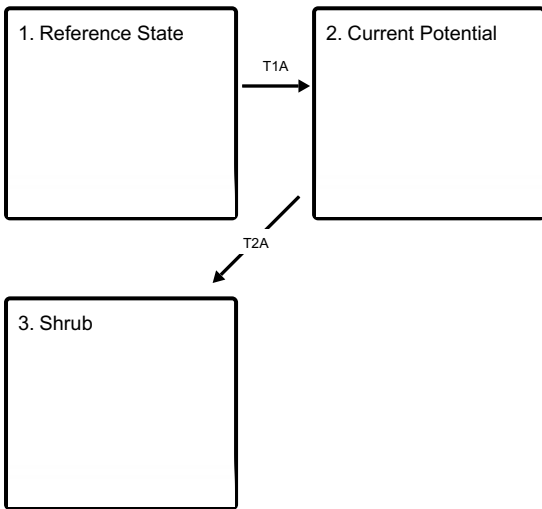 1. Reference State
2. Current Potential
T1A
T2A
3. Shrub